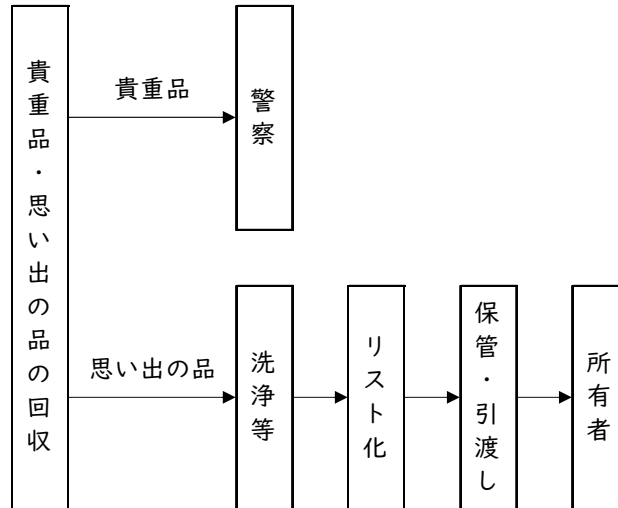 貴重品・思い出の品の回収
貴重品
警察
思い出の品
洗浄等
リスト化
保管・引渡し
所有者